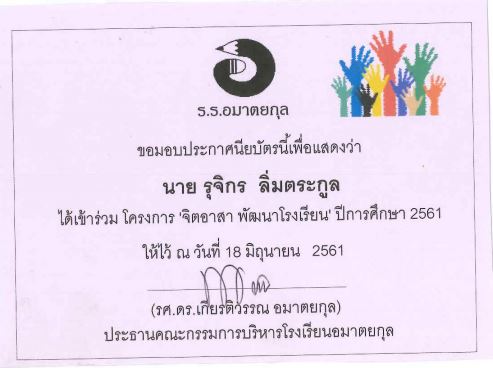 ร.ร.อมาตยกุล
ขอมอบประกาศนียบัตรนี้เพื่อแสดงว่า
นาย รุจิกร ลิ่มตระกูล
ได้เข้าร่วม โครงการ 'จิตอาสา พัฒนาโรงเรียน' ปีการศึกษา 2561
ให้ไว้ ณ วันที่ 18 มิถุนายน 2561
(รศ.ดร.เกียรติวรรณ อมาตยกุล)
ประธานคณะกรรมการบริหารโรงเรียนอมาตยกุล